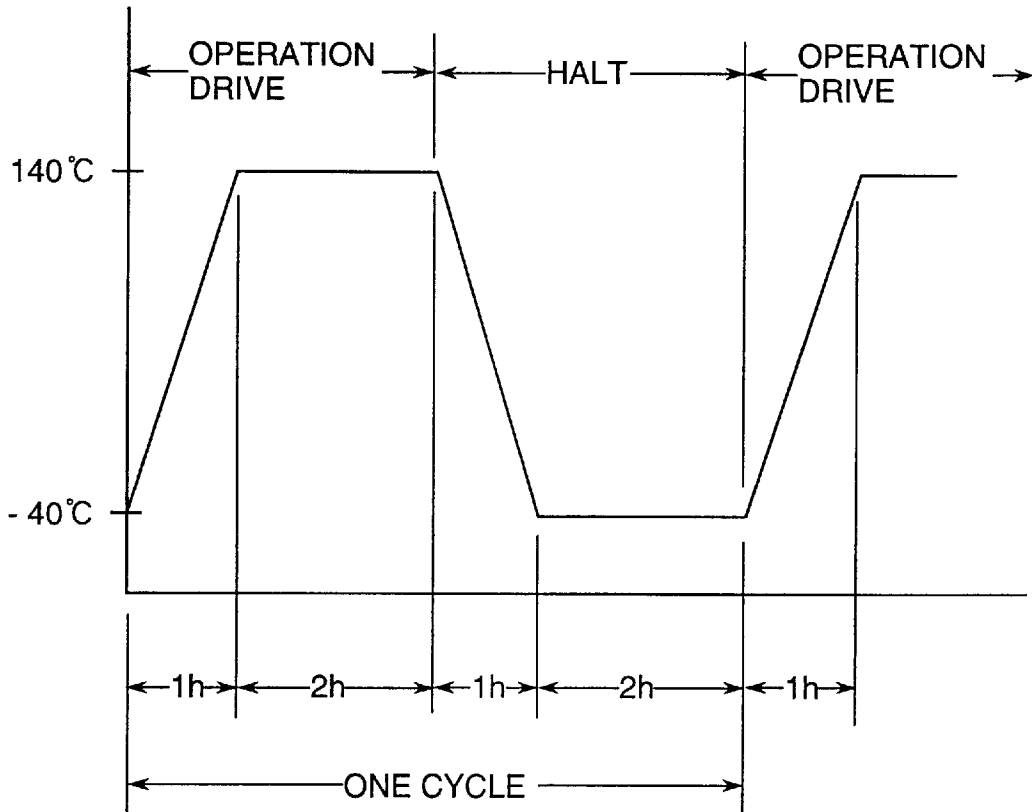 OPERATION
DRIVE
HALT
OPERATION
DRIVE
140°C
- 40°C
1h
2h
1h
2h
1h
ONE CYCLE